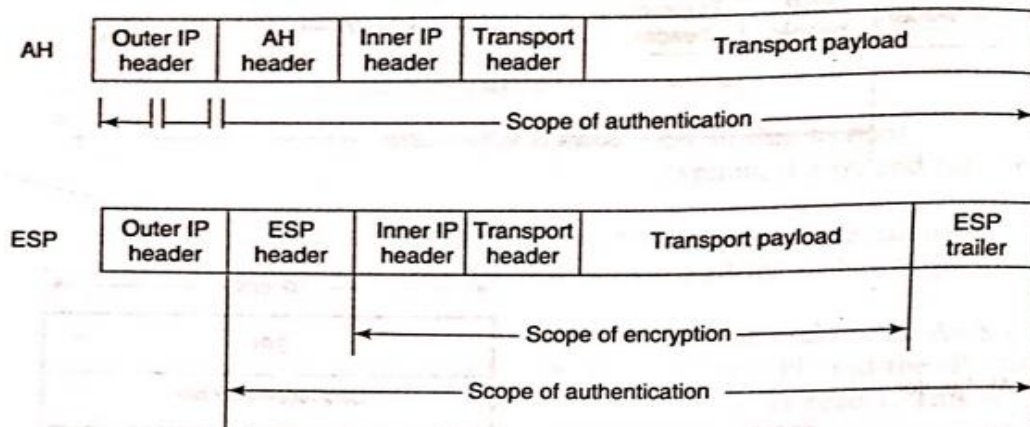 AH
Outer IP
header
AH
header
Inner IP
header
Transport
header
Transport payload
Scope of authentication
ESP
Outer IP
header
ESP
header
Inner IP
header
Transport
header
Transport payload
ESP
trailer
Scope of encryption
Scope of authentication